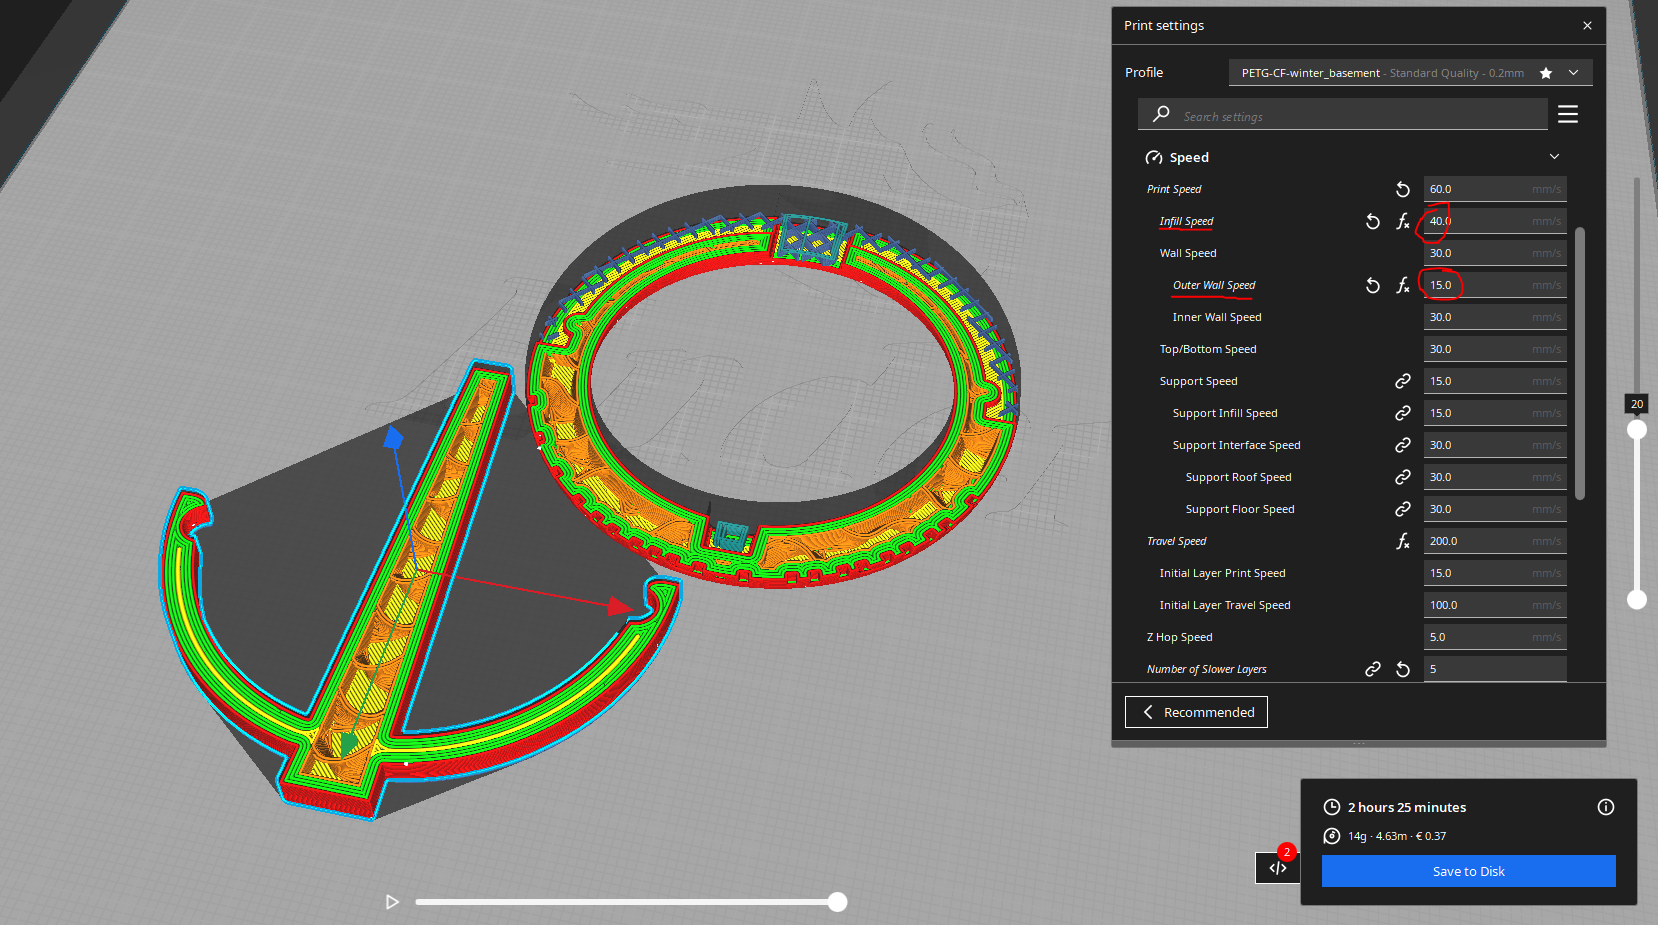 Print settings
Profile PETG-CF-winter_basement - Standard Quality - 0.2mm
Search settings
Speed
Print Speed 60.0 mm/s
Infill Speed 40.0 mm/s
Wall Speed 30.0 mm/s
Outer Wall Speed 15.0 mm/s
Inner Wall Speed 30.0 mm/s
Top/Bottom Speed 30.0 mm/s
Support Speed 15.0 mm/s
Support Infill Speed 15.0 mm/s
Support Interface Speed 30.0 mm/s
Support Roof Speed 30.0 mm/s
Support Floor Speed 30.0 mm/s
Travel Speed 200.0 mm/s
Initial Layer Print Speed 15.0 mm/s
Initial Layer Travel Speed 100.0 mm/s
Z Hop Speed 5.0 mm/s
Number of Slower Layers 5
Recommended
20
2 hours 25 minutes
14g · 4.63m · € 0.37
2
Save to Disk